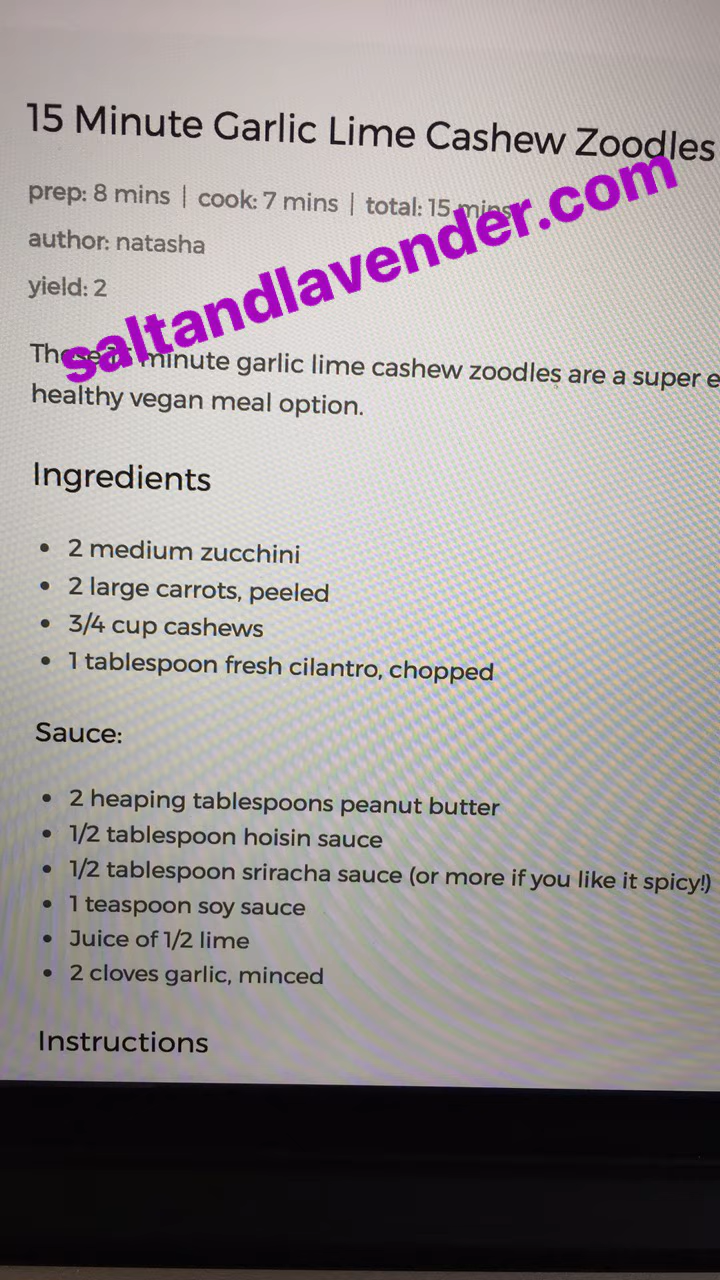 15 Minute Garlic Lime Cashew Zoodles
prep: 8 mins | cook: 7 mins | total: 15 mins
author: natasha
yield: 2
saltandlavender.com
minute garlic lime cashew zoodles are a super
healthy vegan meal option.
Ingredients
• 2 medium zucchini
• 2 large carrots, peeled
• 3/4 cup cashews
• 1 tablespoon fresh cilantro, chopped
Sauce:
• 2 heaping tablespoons peanut butter
• 1/2 tablespoon hoisin sauce
• 1/2 tablespoon sriracha sauce (or more if you like it spicy!)
• 1 teaspoon soy sauce
• Juice of 1/2 lime
• 2 cloves garlic, minced
Instructions